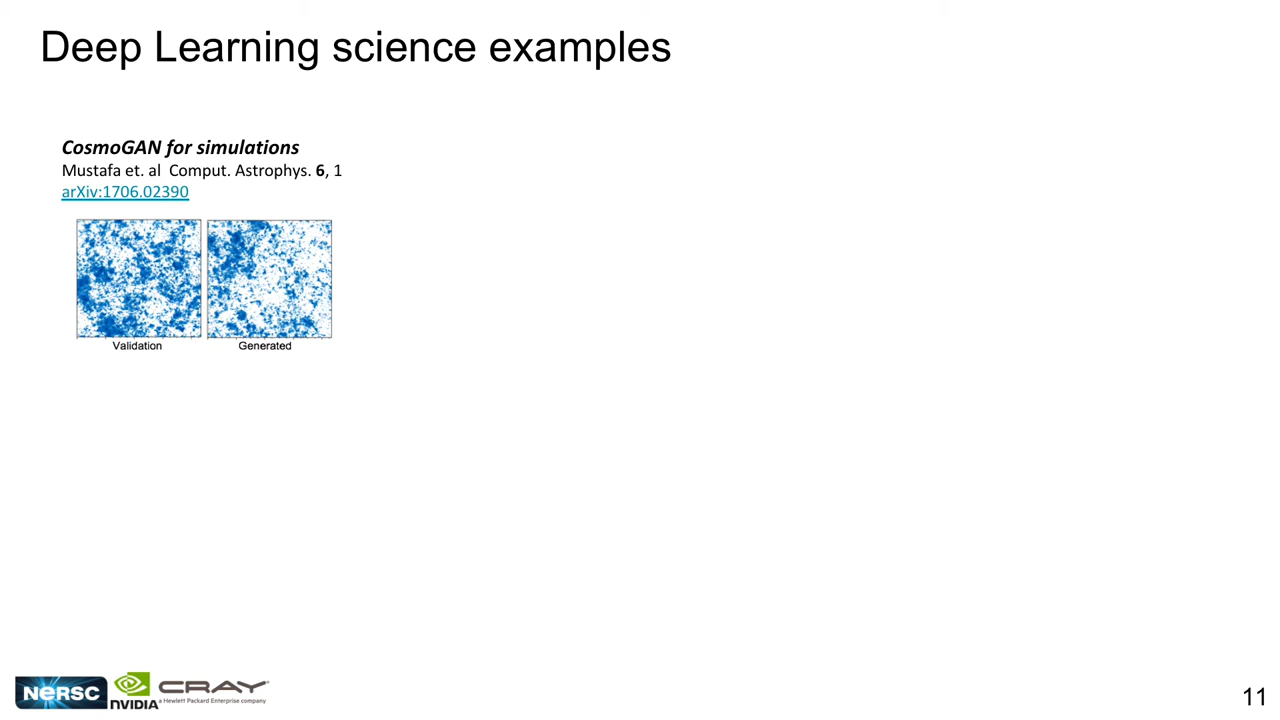 Deep Learning science examples
CosmoGAN for simulations
Mustafa et. al  Comput. Astrophys. 6, 1
arXiv:1706.02390
Validation
Generated
NERSC
NVIDIA
CRAY
a Hewlett Packard Enterprise company
11